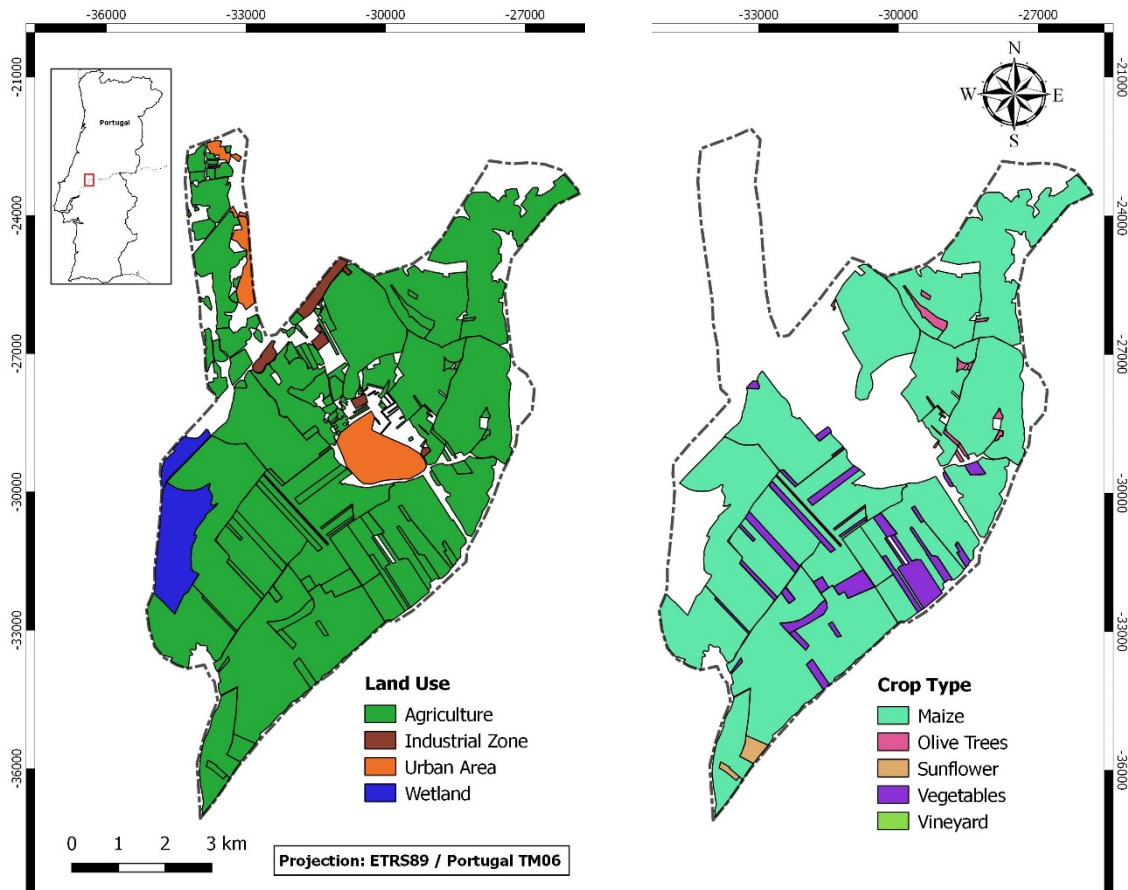 -36000 -33000 -30000 -27000
-33000 -30000 -27000
-21000
-24000
-27000
-30000
-33000
-36000
Portugal
N
W E
S
-21000
-24000
-27000
-30000
-33000
-36000
Land Use
Agriculture
Industrial Zone
Urban Area
Wetland
Crop Type
Maize
Olive Trees
Sunflower
Vegetables
Vineyard
0 1 2 3 km
Projection: ETRS89 / Portugal TM06